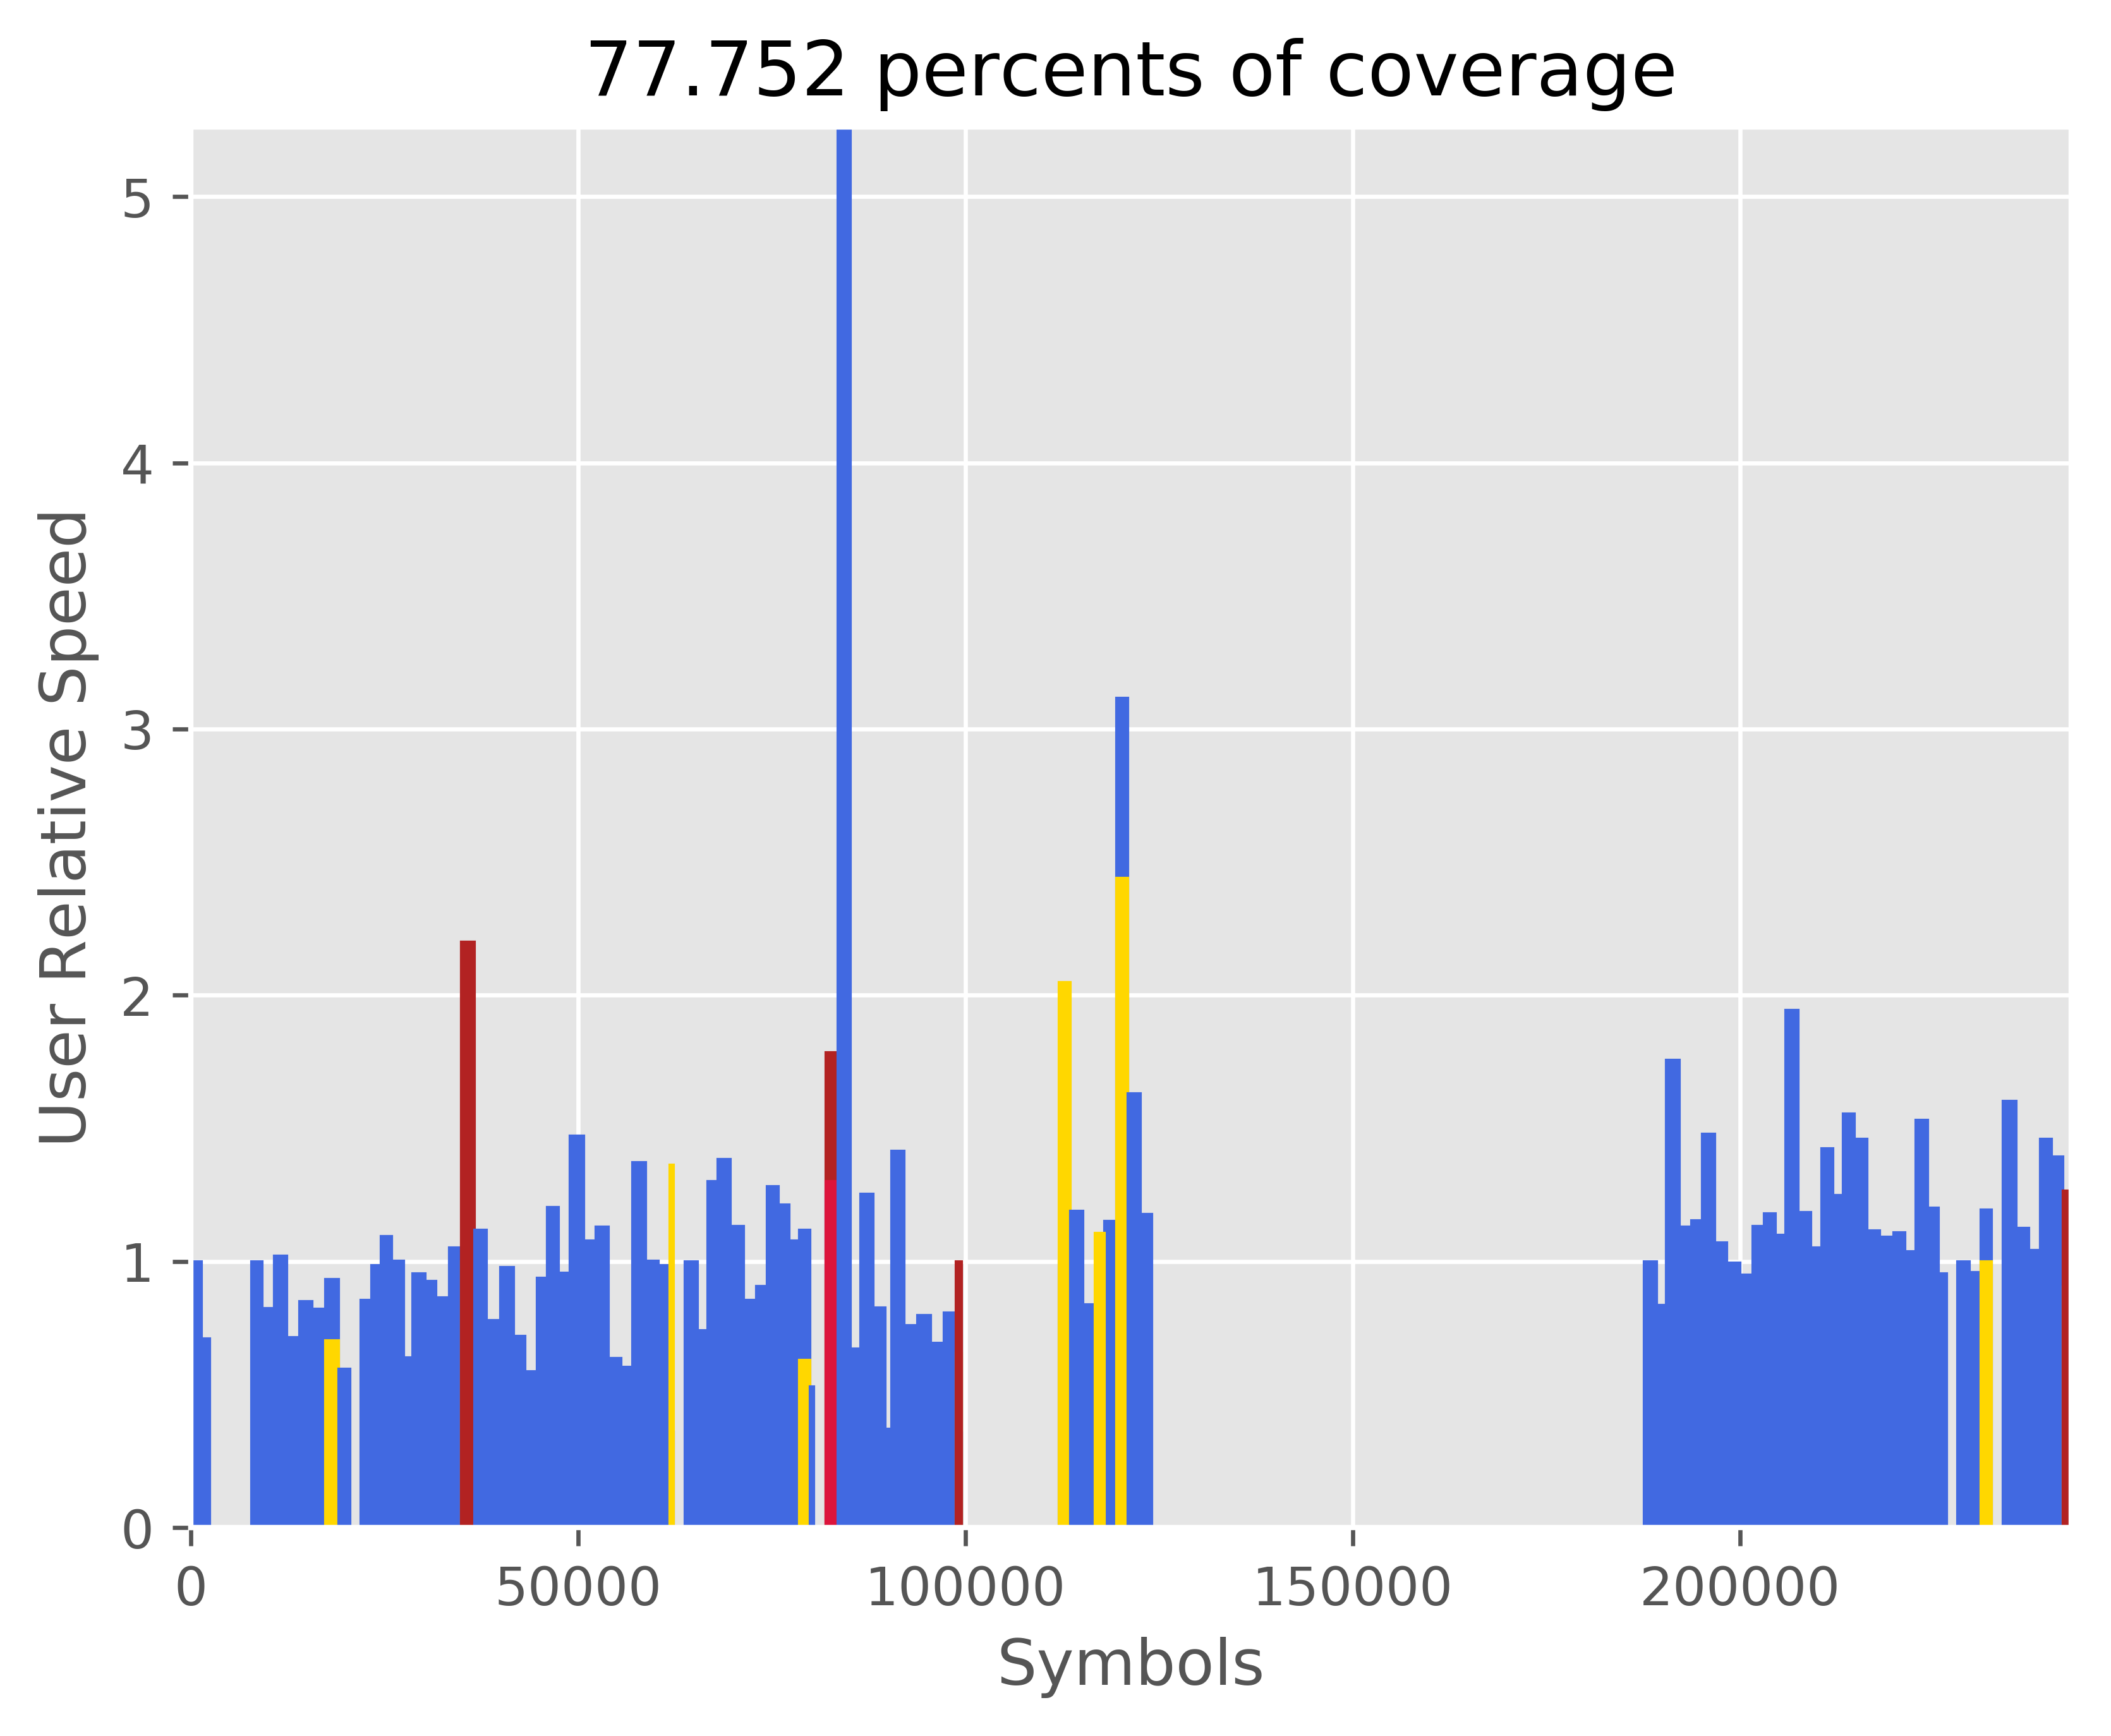 77.752 percents of coverage
5
4
3
2
1
0
User Relative Speed
0 50000 100000 150000 200000
Symbols